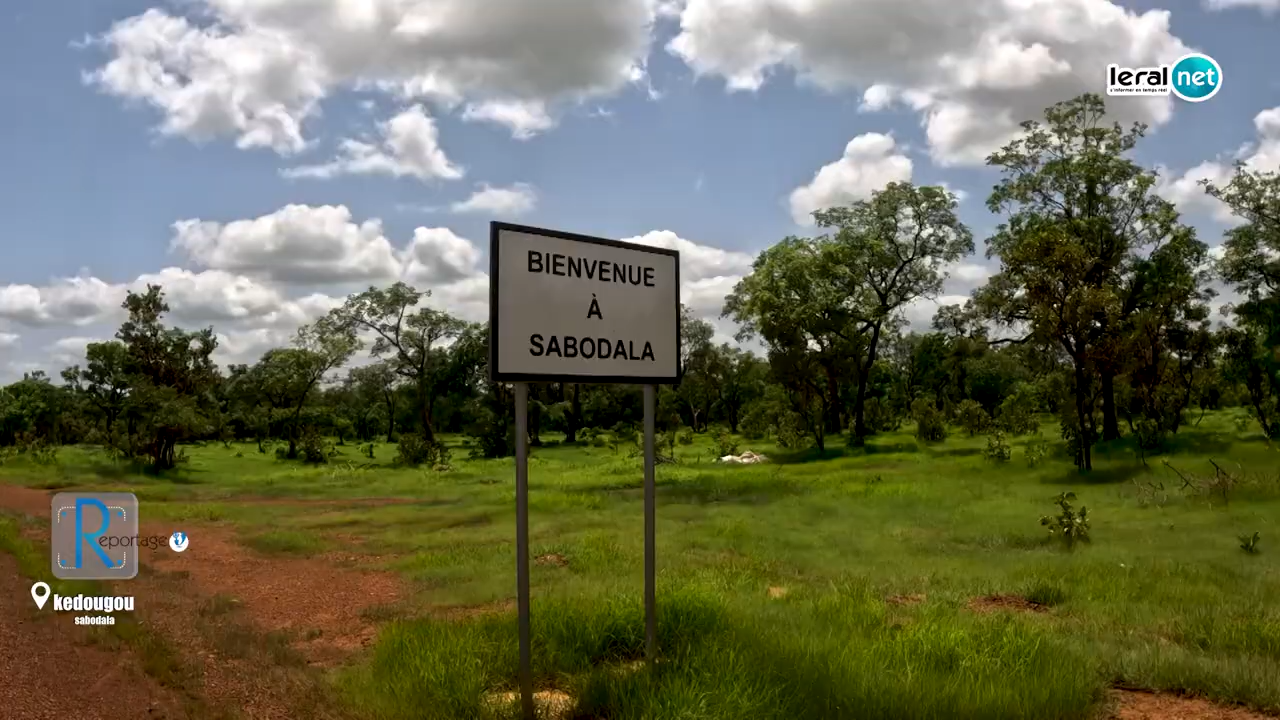 leral net
s'informer en temps réel
BIENVENUE
À
SABODALA
Reportage
kedougou
sabodala